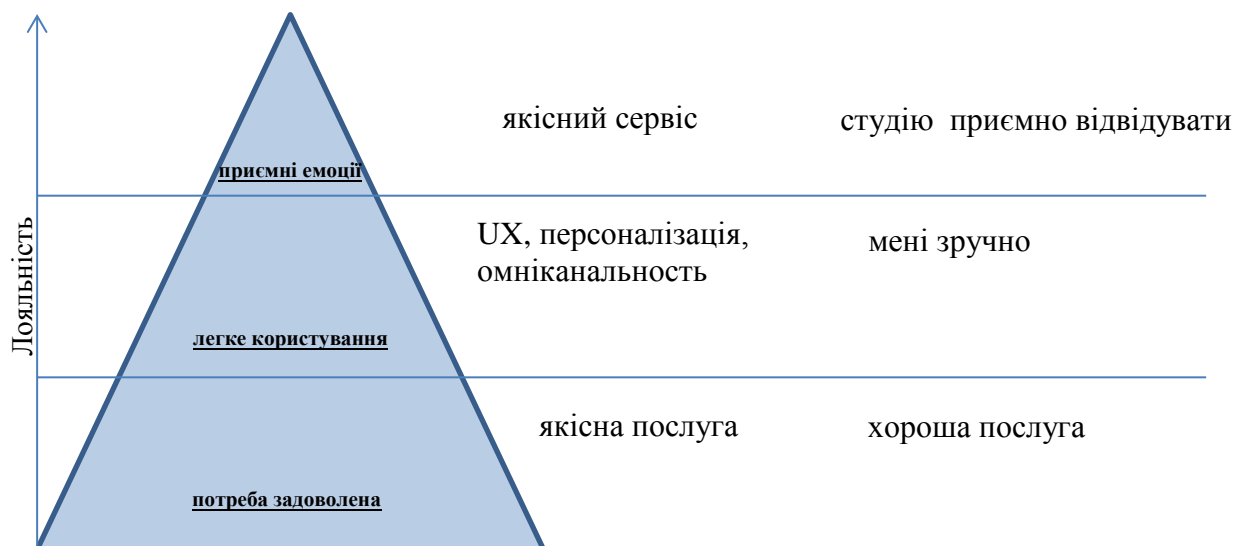 Лояльність
якісний сервіс
студію приємно відвідувати
приємні емоції
UX, персоналізація,
омніканальность
мені зручно
легке користування
якісна послуга
хороша послуга
потреба задоволена